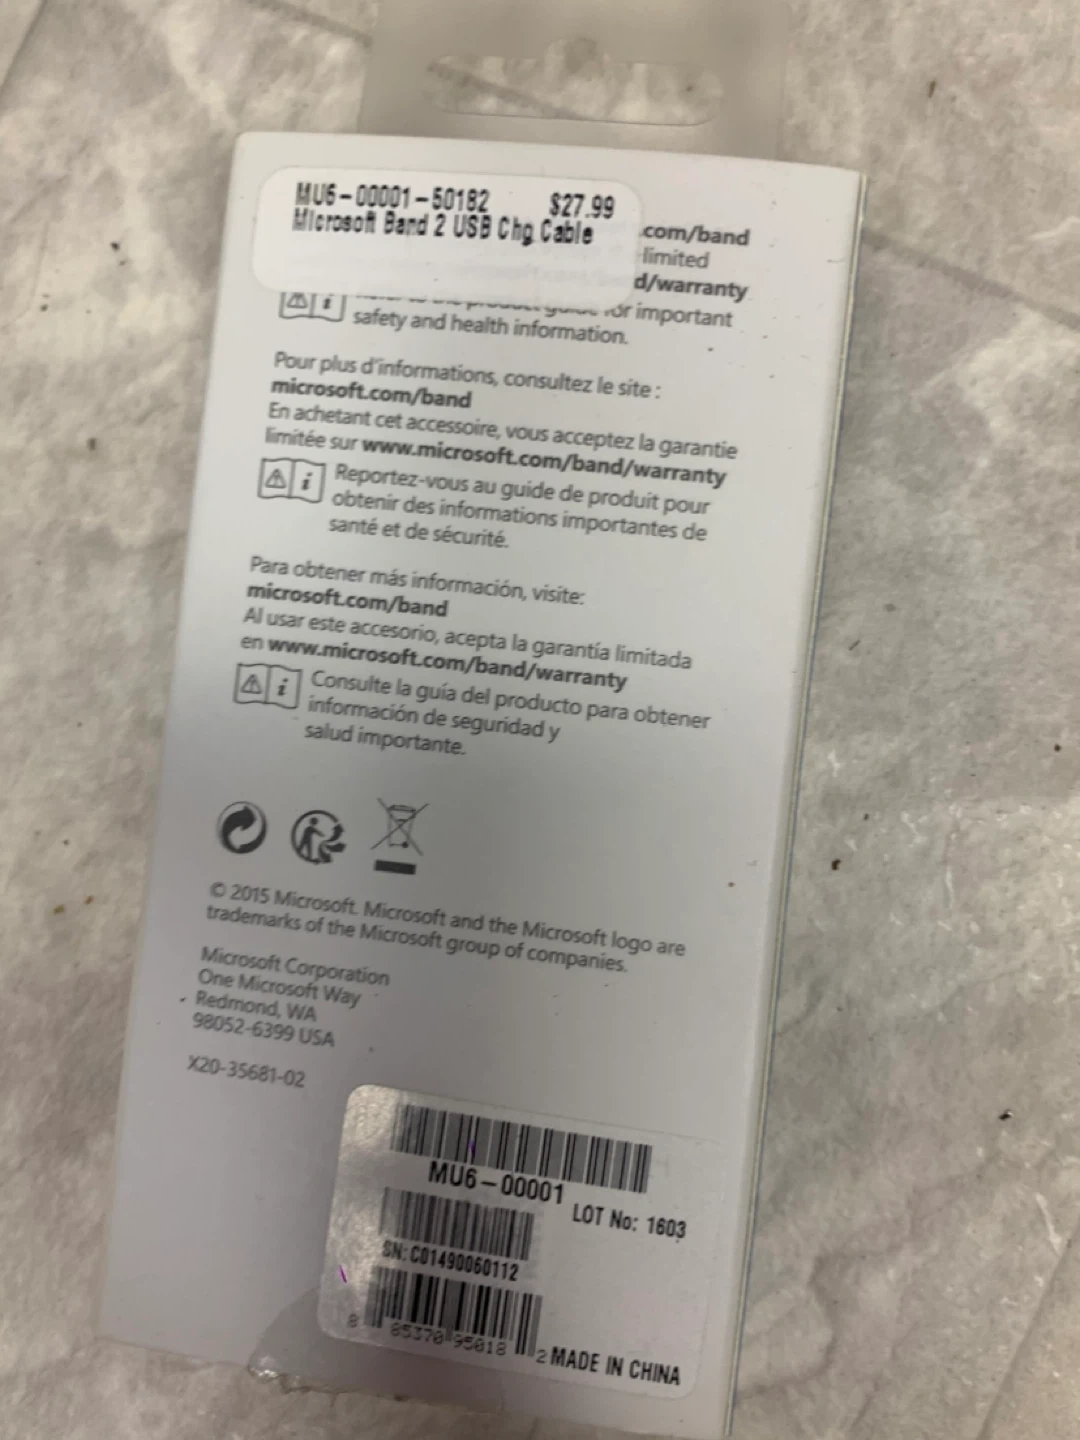 MU6-00001-50182 $27.99
Microsoft Band 2 USB Chg Cable
.com/band
limited
d/warranty
for important
safety and health information.
Pour plus d'informations, consultez le site :
microsoft.com/band
En achetant cet accessoire, vous acceptez la garantie
limitée sur www.microsoft.com/band/warranty
Reportez-vous au guide de produit pour
obtenir des informations importantes de
santé et de sécurité.
Para obtener más información, visite:
microsoft.com/band
Al usar este accesorio, acepta la garantía limitada
en www.microsoft.com/band/warranty
Consulte la guía del producto para obtener
información de seguridad y
salud importante.
© 2015 Microsoft. Microsoft and the Microsoft logo are
trademarks of the Microsoft group of companies.
Microsoft Corporation
One Microsoft Way
Redmond, WA
98052-6399 USA
X20-35681-02
MU6-00001
LOT No: 1603
SN: C01490060112
8 85370 95018 2
MADE IN CHINA